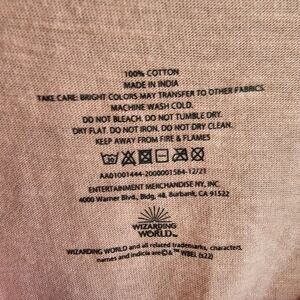 100% COTTON
MADE IN INDIA
TAKE CARE: BRIGHT COLORS MAY TRANSFER TO OTHER FABRICS.
MACHINE WASH COLD.
DO NOT BLEACH. DO NOT TUMBLE DRY.
DRY FLAT. DO NOT IRON. DO NOT DRY CLEAN.
KEEP AWAY FROM FIRE & FLAMES
AA01001444-2000001584-12/21
ENTERTAINMENT MERCHANDISE NY, INC.
4000 Warner Blvd., Bldg. 48, Burbank, CA 91522
WIZARDING
WORLD™
WIZARDING WORLD and all related trademarks, characters,
names and indicia are © & ™ WBEI. (s22)